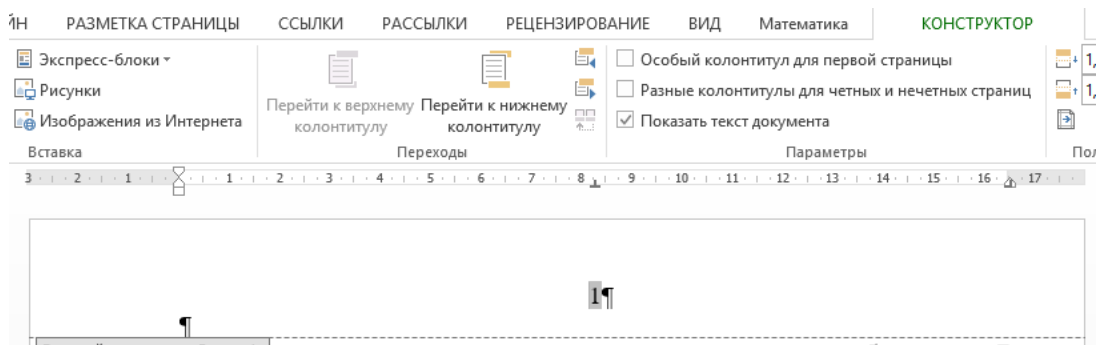 ЙН РАЗМЕТКА СТРАНИЦЫ ССЫЛКИ РАССЫЛКИ РЕЦЕНЗИРОВАНИЕ ВИД Математика КОНСТРУКТОР
Экспресс-блоки
Рисунки
Изображения из Интернета
Вставка
Перейти к верхнему колонтитулу
Перейти к нижнему колонтитулу
Переходы
Особый колонтитул для первой страницы
Разные колонтитулы для четных и нечетных страниц
Показать текст документа
Параметры
1,
1,
Пол
3 2 1 1 2 3 4 5 6 7 8 9 10 11 12 13 14 15 16 17
1¶
¶